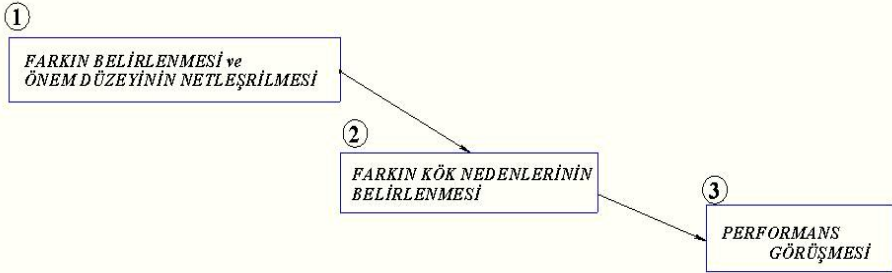 1
FARKIN BELİRLENMESİ ve
ÖNEM DÜZEYİNİN NETLEŞRİLMESİ
2
FARKIN KÖK NEDENLERİNİN
BELİRLENMESİ
3
PERFORMANS
GÖRÜŞMESİ